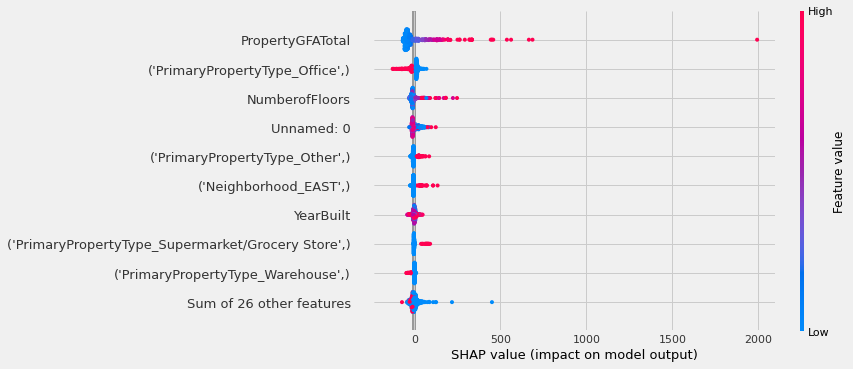 High
PropertyGFATotal
('PrimaryPropertyType_Office',)
NumberofFloors
Unnamed: 0
('PrimaryPropertyType_Other',)
('Neighborhood_EAST',)
YearBuilt
('PrimaryPropertyType_Supermarket/Grocery Store',)
('PrimaryPropertyType_Warehouse',)
Sum of 26 other features
Feature value
Low
0 500 1000 1500 2000
SHAP value (impact on model output)